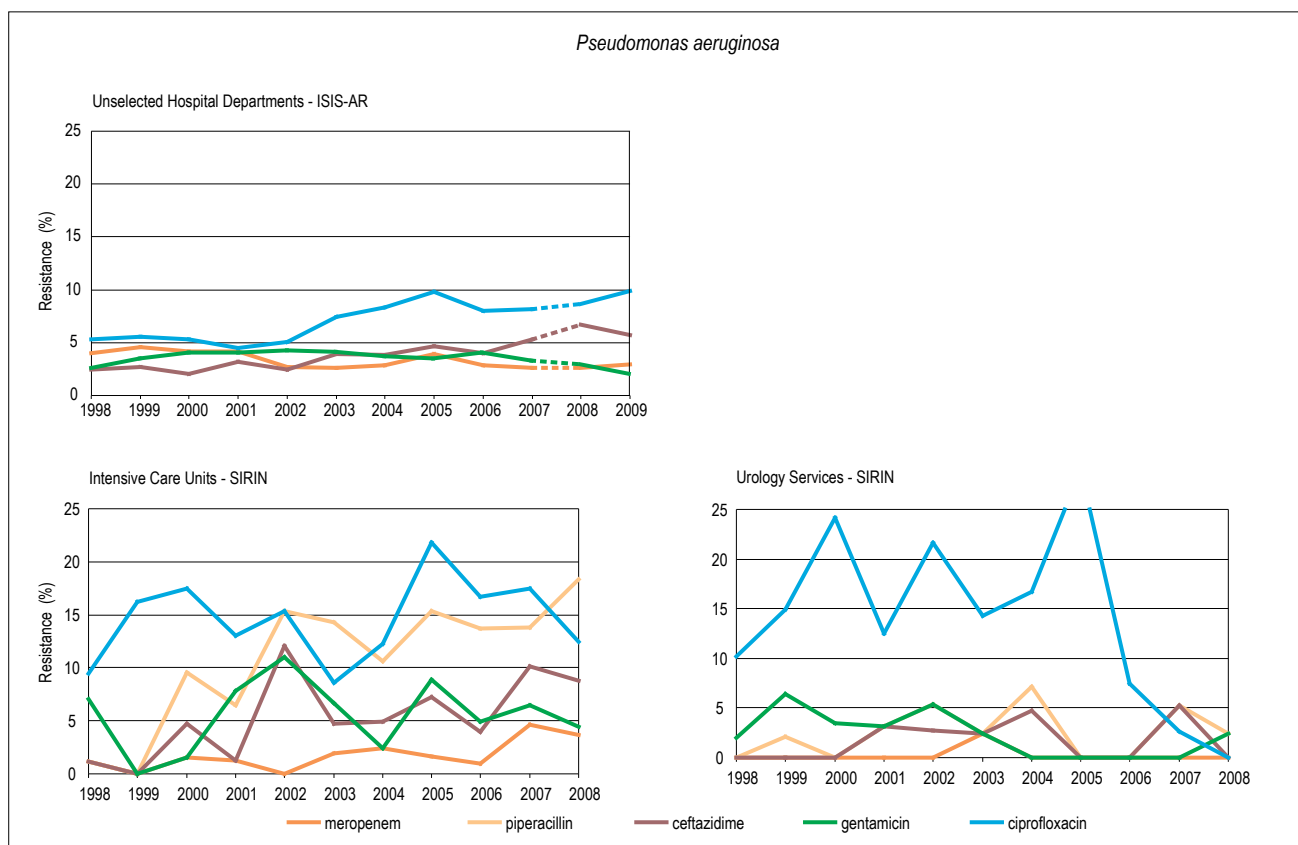 Pseudomonas aeruginosa
Unselected Hospital Departments - ISIS-AR
Resistance (%)
25
20
15
10
5
0
1998 1999 2000 2001 2002 2003 2004 2005 2006 2007 2008 2009
Intensive Care Units - SIRIN
Resistance (%)
25
20
15
10
5
0
1998 1999 2000 2001 2002 2003 2004 2005 2006 2007 2008
Urology Services - SIRIN
25
20
15
10
5
0
1998 1999 2000 2001 2002 2003 2004 2005 2006 2007 2008
meropenem piperacillin ceftazidime gentamicin ciprofloxacin